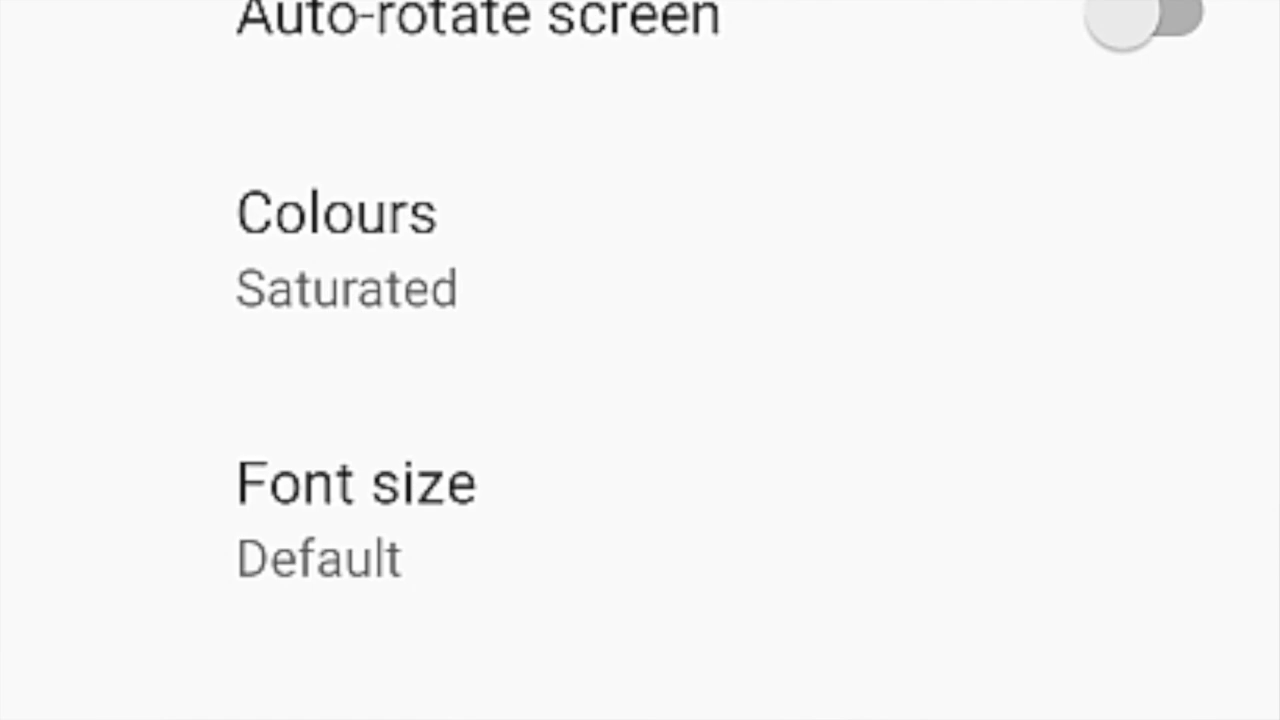 Auto-rotate screen
Colours
Saturated
Font size
Default